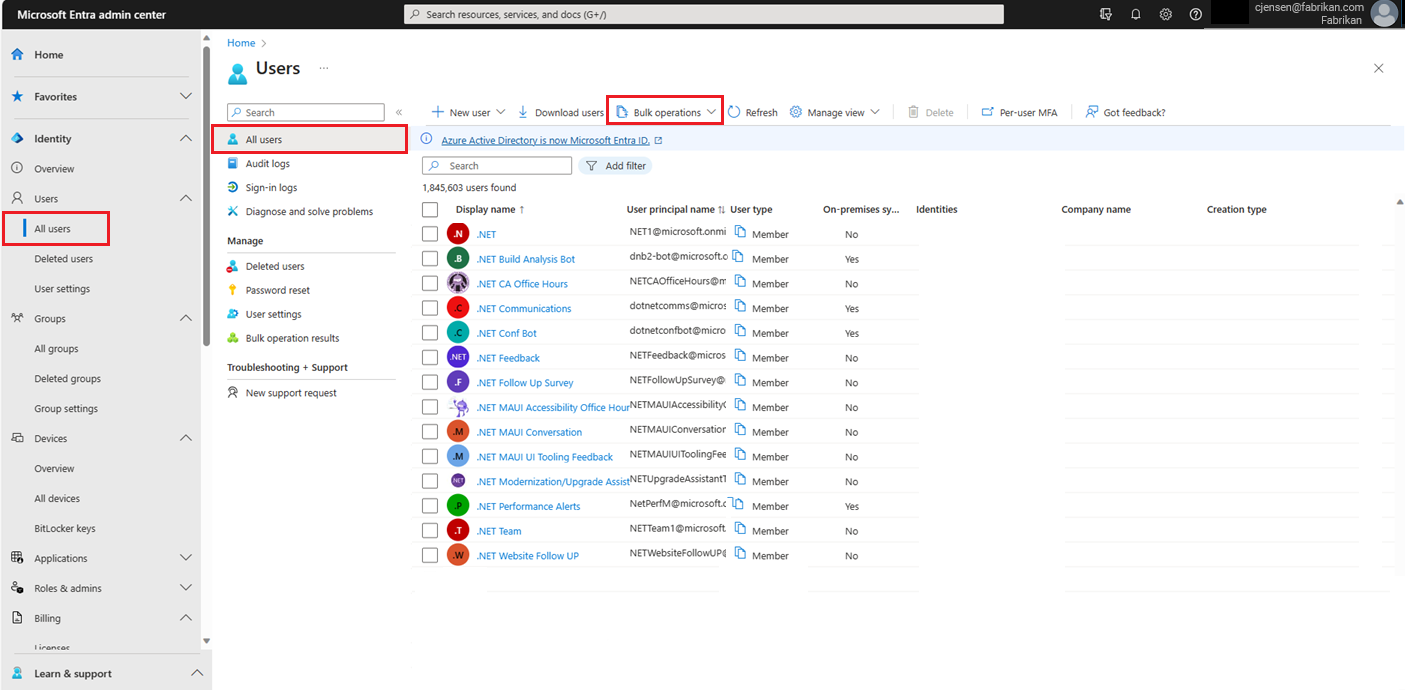 Microsoft Entra admin center
Search resources, services, and docs (G+/)
cjensen@fabrikan.com
Fabrikan
Home
Favorites
Identity
Overview
Users
All users
Deleted users
User settings
Groups
All groups
Deleted groups
Group settings
Devices
Overview
All devices
BitLocker keys
Applications
Roles & admins
Billing
Licenses
Learn & support
Home
Users
...
Search
«
All users
Audit logs
Sign-in logs
Diagnose and solve problems
Manage
Deleted users
Password reset
User settings
Bulk operation results
Troubleshooting + Support
New support request
New user
Download users
Bulk operations
Refresh
Manage view
Delete
Per-user MFA
Got feedback?
Azure Active Directory is now Microsoft Entra ID.
Search
Add filter
1,845,603 users found
Display name ↑ User principal name ↑↓ User type On-premises sy... Identities Company name Creation type
.N .NET NET1@microsoft.onmi Member No
.B .NET Build Analysis Bot dnb2-bot@microsoft.c Member Yes
.NET CA Office Hours NETCAOfficeHours@m Member No
.C .NET Communications dotnetcomms@micros Member Yes
.C .NET Conf Bot dotnetconfbot@micro Member Yes
.NET .NET Feedback NETFeedback@micros Member No
.F .NET Follow Up Survey NETFollowUpSurvey@ Member No
.NET MAUI Accessibility Office Hour NETMAUIAccessibility Member No
.M .NET MAUI Conversation NETMAUIConversation Member No
.M .NET MAUI UI Tooling Feedback NETMAUIUIToolingFee Member No
NET .NET Modernization/Upgrade Assist NETUpgradeAssistantT Member No
.P .NET Performance Alerts NetPerfM@microsoft.c Member Yes
.T .NET Team NETTeam1@microsoft. Member No
.W .NET Website Follow UP NETWebsiteFollowUP@ Member No